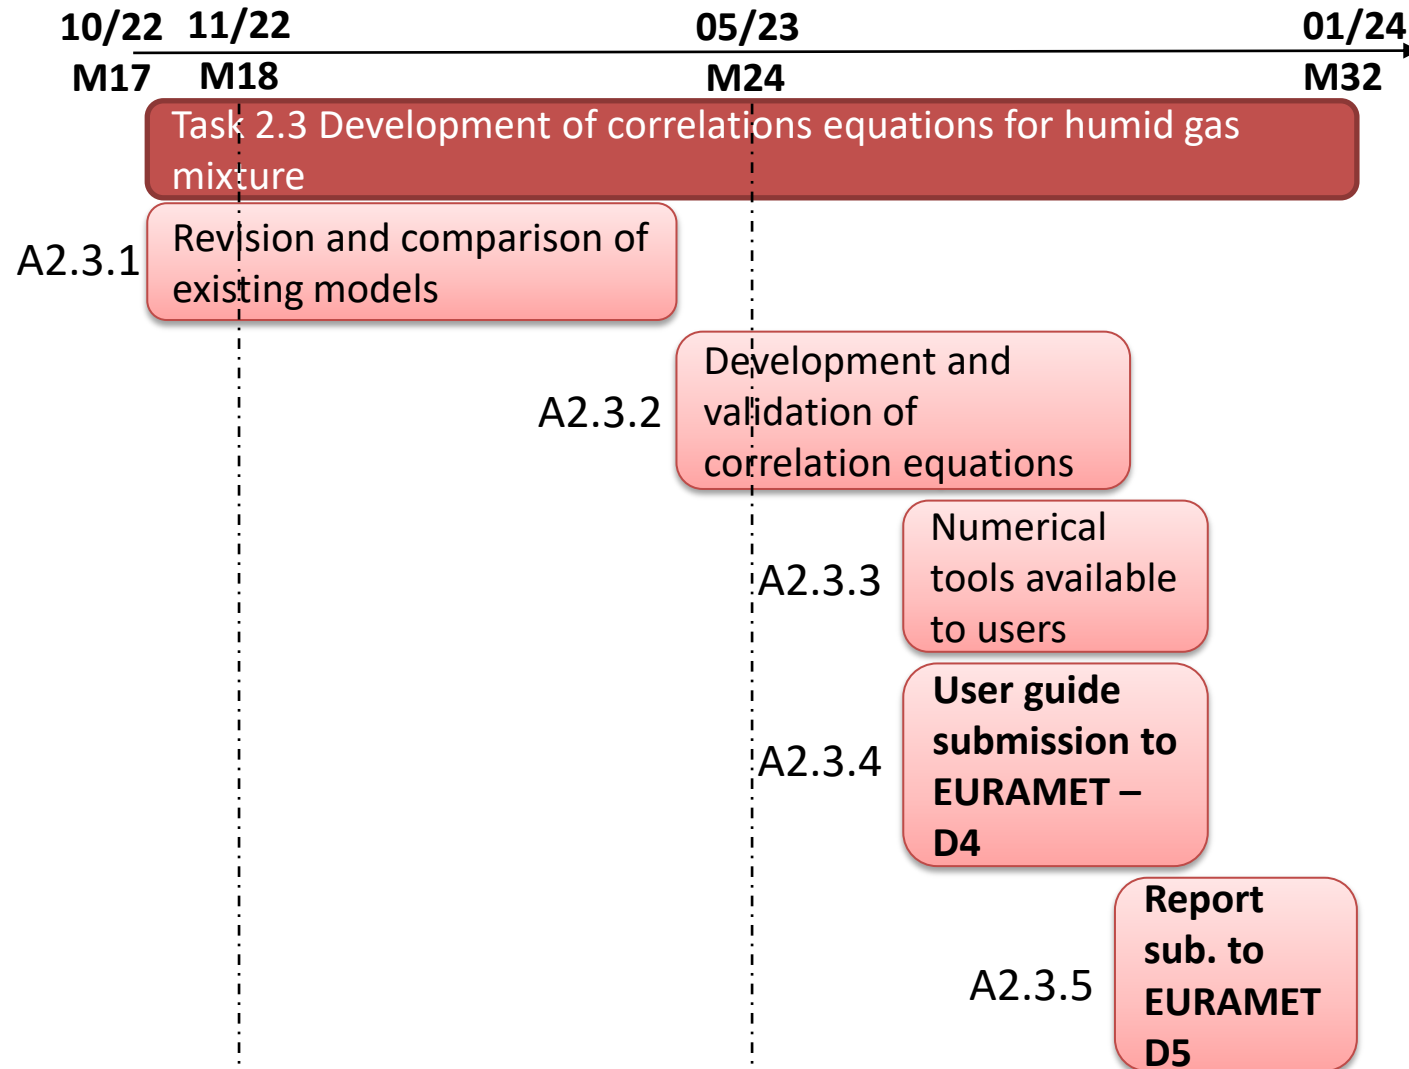 10/22 11/22 05/23 01/24
M17 M18 M24 M32
Task 2.3 Development of correlations equations for humid gas
mixture
A2.3.1
Revision and comparison of
existing models
A2.3.2
Development and
validation of
correlation equations
A2.3.3
Numerical
tools available
to users
A2.3.4
User guide
submission to
EURAMET –
D4
A2.3.5
Report
sub. to
EURAMET
D5